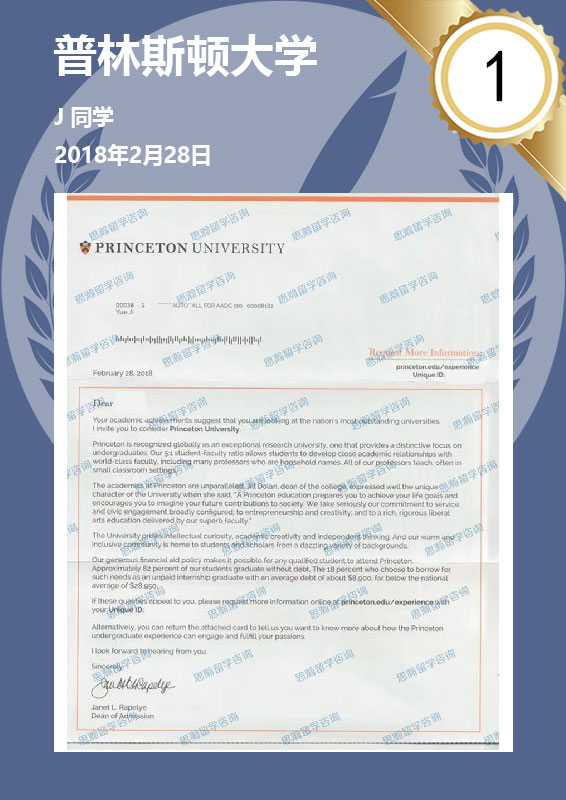 普林斯顿大学
1
J 同学
2018年2月28日
PRINCETON UNIVERSITY
00038 1 AUTO ALL FOR AADC 110
Yue Ji
Request More Information:
princeton.edu/experience
Unique ID:
February 28, 2018
Dear
Your academic achievements suggest that you are looking at the nation's most outstanding universities.
I invite you to consider Princeton University.
Princeton is recognized globally as an exceptional research university, one that provides a distinctive focus on
undergraduates. Our 5:1 student-faculty ratio allows students to develop close academic relationships with
world-class faculty, including many professors who are household names. All of our professors teach, often in
small classroom settings.
The academics at Princeton are unparalleled. Jill Dolan, dean of the college, expressed well the unique
character of the University when she said, "A Princeton education prepares you to achieve your life goals and
encourages you to imagine your future contributions to society. We take seriously our commitment to service
and civic engagement broadly configured; to entrepreneurship and creativity; and to a rich, rigorous liberal
arts education delivered by our superb faculty."
The University prizes intellectual curiosity, academic creativity and independent thinking. And our warm and
inclusive community is home to students and scholars from a dazzling variety of backgrounds.
Our generous financial aid policy makes it possible for any qualified student to attend Princeton.
Approximately 82 percent of our students graduate without debt. The 18 percent who choose to borrow for
such needs as an unpaid internship graduate with an average debt of about $8,900, far below the national
average of $28,950.
If these qualities appeal to you, please request more information online at princeton.edu/experience with
your Unique ID:
Alternatively, you can return the attached card to tell us you want to know more about how the Princeton
undergraduate experience can engage and fulfill your passions.
I look forward to hearing from you.
Sincerely,
Janet L. Rapelye
Janet L. Rapelye
Dean of Admission
思瀚留学咨询